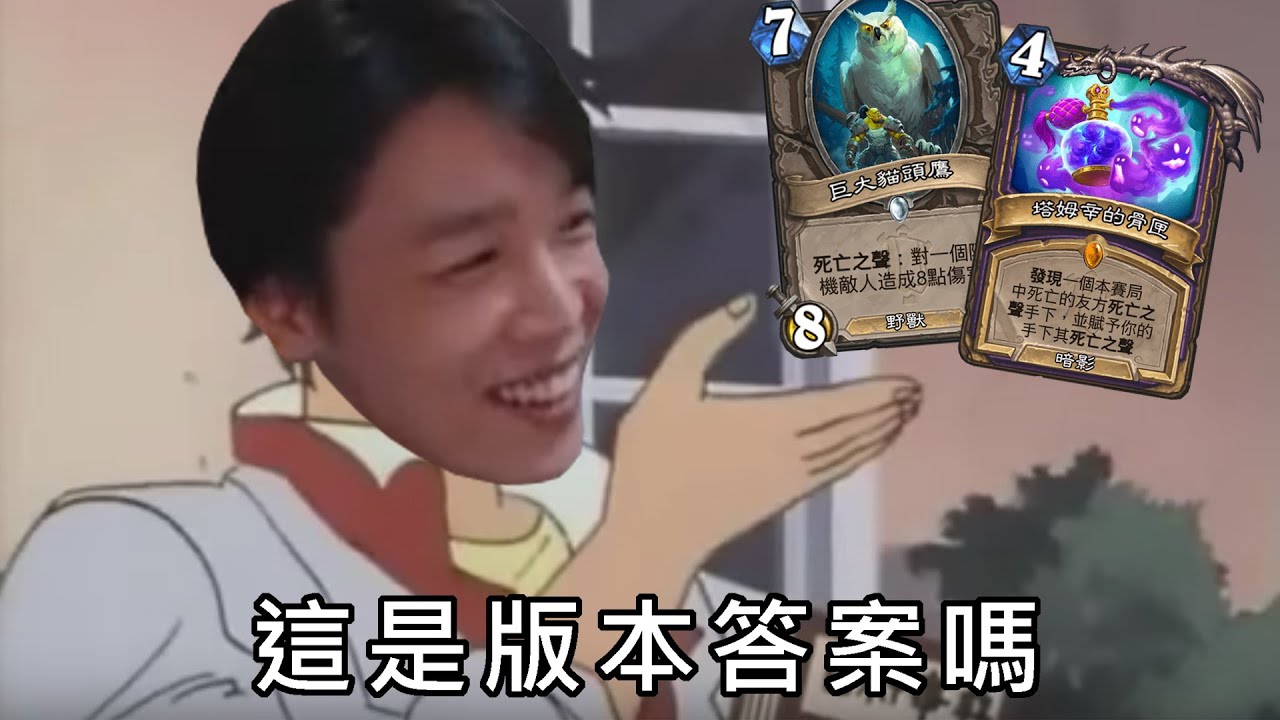 7
巨大貓頭鷹
死亡之聲：對一個
機敵人造成8點傷
8
野獸
4
塔姆幸的骨匣
發現一個本賽局
中死亡的友方死亡之
聲手下，並賦予你的
手下其死亡之聲
暗影
這是版本答案嗎